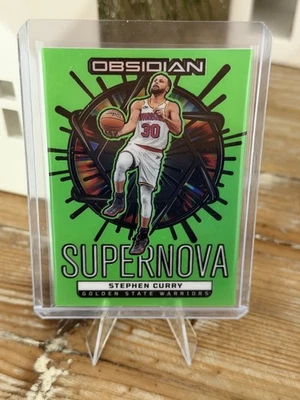 OBSIDIAN
30
SUPERNOVA
STEPHEN CURRY
GOLDEN STATE WARRIORS